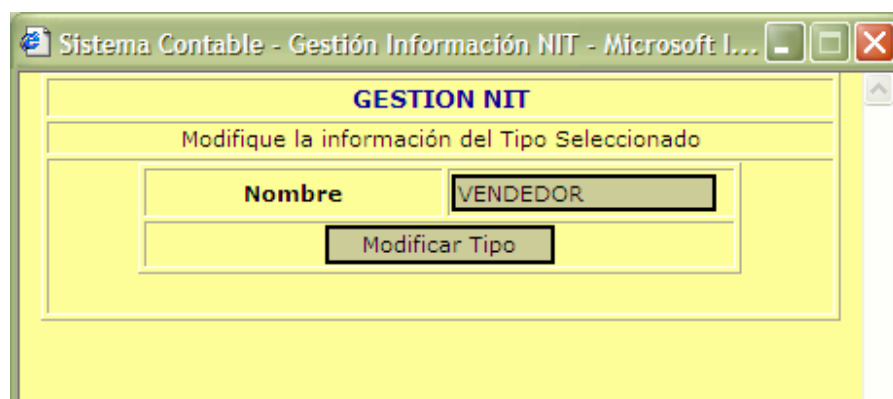 Sistema Contable - Gestión Información NIT - Microsoft I...
GESTION NIT
Modifique la información del Tipo Seleccionado
Nombre VENDEDOR
Modificar Tipo